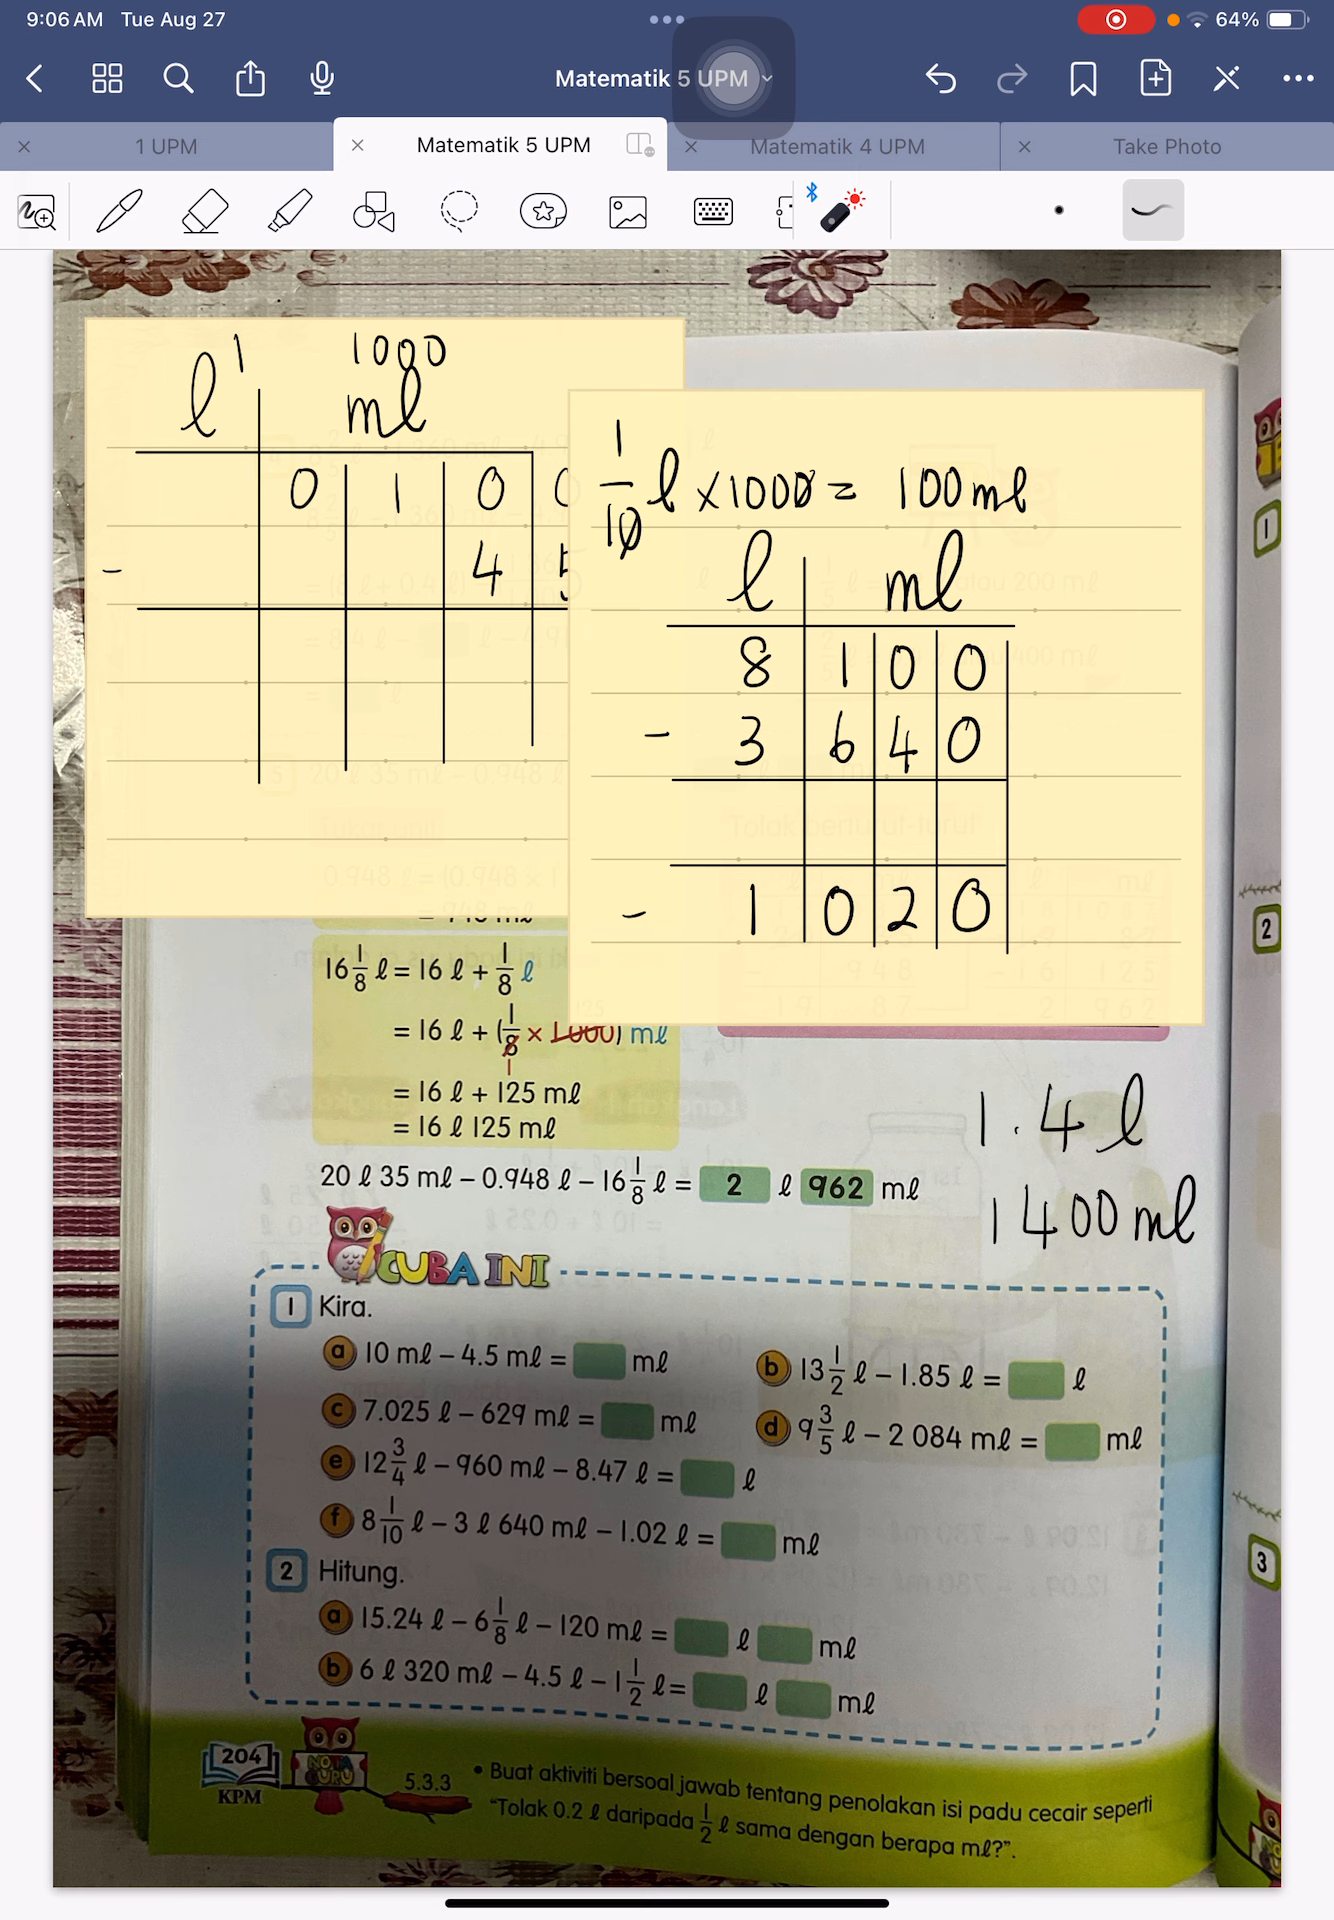 9:06 AM Tue Aug 27
64%
Matematik 5 UPM
1 UPM
Matematik 5 UPM
Matematik 4 UPM
Take Photo
1 1000
ℓ mℓ
0 1 0
- 4 5
1/10 ℓ × 1000 = 100 mℓ
ℓ mℓ
8 1 0 0
- 3 6 4 0
- 1 0 2 0
16 1/8 ℓ = 16 ℓ + 1/8 ℓ
= 16 ℓ + (1/8 × 1000) mℓ
1
= 16 ℓ + 125 mℓ
= 16 ℓ 125 mℓ
20 ℓ 35 mℓ – 0.948 ℓ – 16 1/8 ℓ = 2 ℓ 962 mℓ
1.4 ℓ
1400 mℓ
CUBA INI
1 Kira.
a 10 mℓ – 4.5 mℓ = mℓ
b 13 1/2 ℓ – 1.85 ℓ = ℓ
c 7.025 ℓ – 629 mℓ = mℓ
d 9 3/5 ℓ – 2 084 mℓ = mℓ
e 12 3/4 ℓ – 960 mℓ – 8.47 ℓ = ℓ
f 8 1/10 ℓ – 3 ℓ 640 mℓ – 1.02 ℓ = mℓ
2 Hitung.
a 15.24 ℓ – 6 1/8 ℓ – 120 mℓ = ℓ mℓ
b 6 ℓ 320 mℓ – 4.5 ℓ – 1 1/2 ℓ = ℓ mℓ
204
KPM
NOTA
GURU
5.3.3
• Buat aktiviti bersoal jawab tentang penolakan isi padu cecair seperti
"Tolak 0.2 ℓ daripada 1/2 ℓ sama dengan berapa mℓ?".
1
2
3